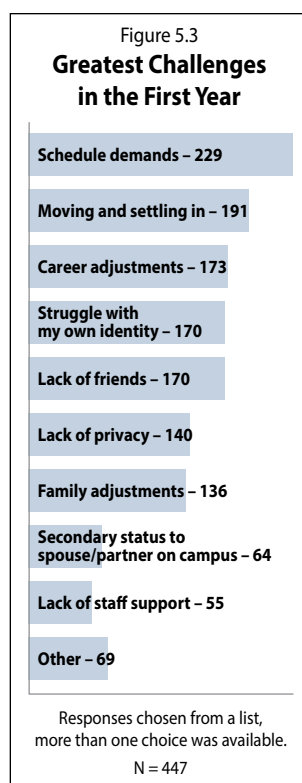 Figure 5.3
Greatest Challenges
in the First Year
Schedule demands – 229
Moving and settling in – 191
Career adjustments – 173
Struggle with
my own identity – 170
Lack of friends – 170
Lack of privacy – 140
Family adjustments – 136
Secondary status to
spouse/partner on campus – 64
Lack of staff support – 55
Other – 69
Responses chosen from a list,
more than one choice was available.
N = 447